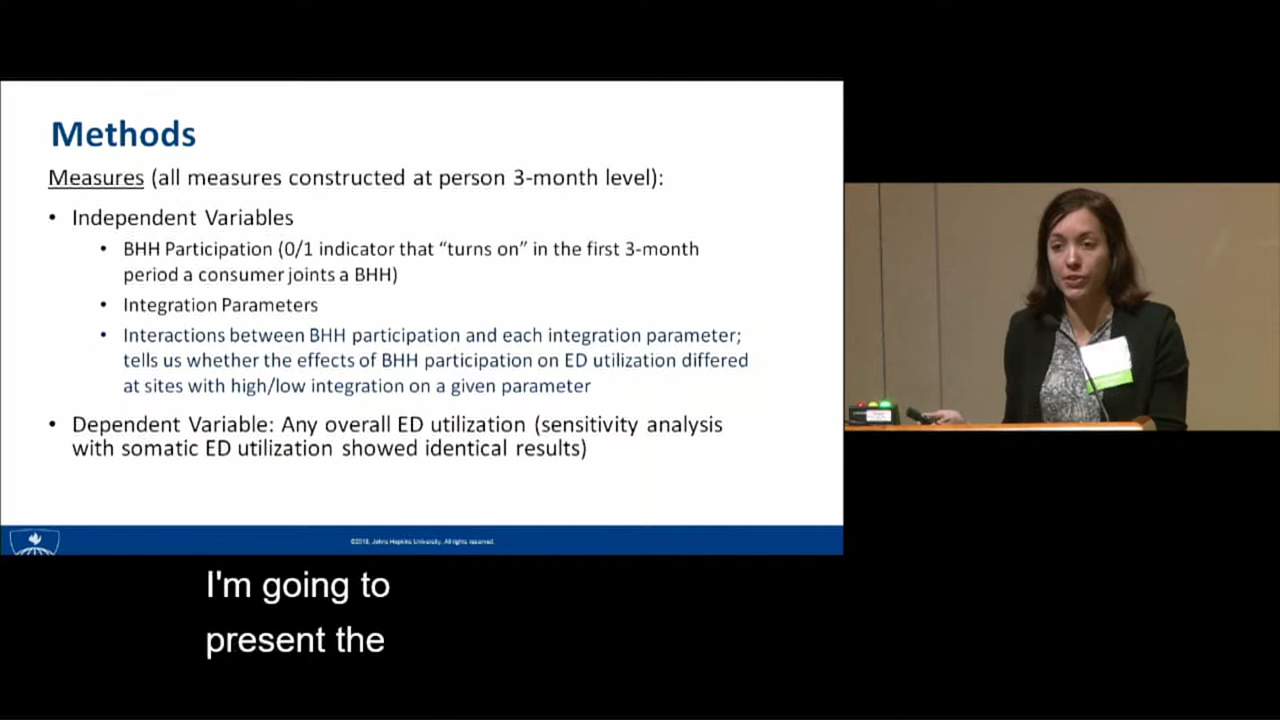 Methods
Measures (all measures constructed at person 3-month level):
• Independent Variables
• BHH Participation (0/1 indicator that “turns on” in the first 3-month
period a consumer joints a BHH)
• Integration Parameters
• Interactions between BHH participation and each integration parameter;
tells us whether the effects of BHH participation on ED utilization differed
at sites with high/low integration on a given parameter
• Dependent Variable: Any overall ED utilization (sensitivity analysis
with somatic ED utilization showed identical results)
©2018, Johns Hopkins University. All rights reserved.
I'm going to
present the